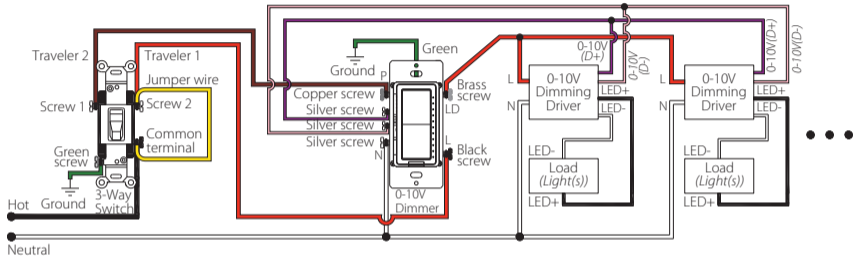 Traveler 2
Traveler 1
Jumper wire
Screw 1
Screw 2
Common
terminal
Green
screw
Hot
Ground
3-Way
Switch
Neutral
Green
Ground
P
Copper screw
Silver screw
Silver screw
Silver screw
N
Brass
screw
LD
L
Black
screw
0-10V
Dimmer
0-10V
(D+)
0-10V
(D-)
L
N
0-10V
Dimming
Driver
LED+
LED-
LED-
Load
(Light(s))
LED+
0-10V(D+)
0-10V(D-)
L
N
0-10V
Dimming
Driver
LED+
LED-
LED-
Load
(Light(s))
LED+